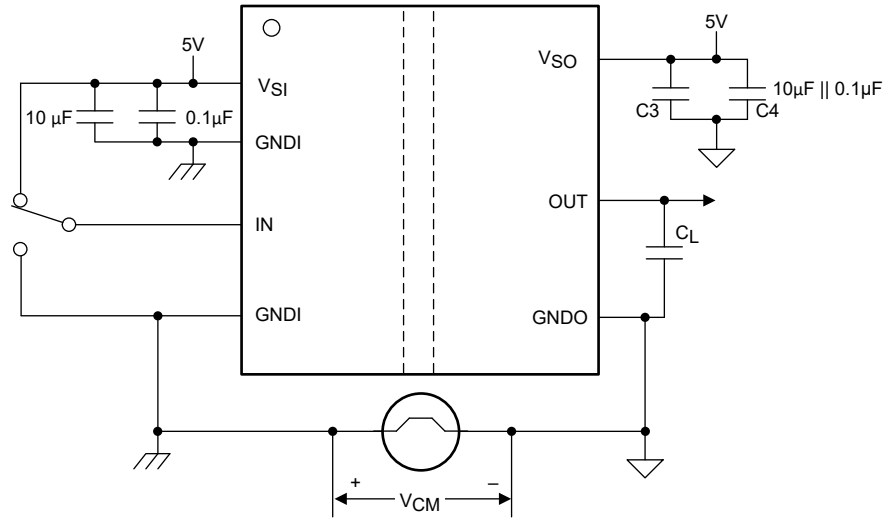 5V
VSI
10 µF
0.1µF
GNDI
IN
GNDI
5V
VSO
C3
C4
10µF || 0.1µF
OUT
CL
GNDO
+
VCM
–